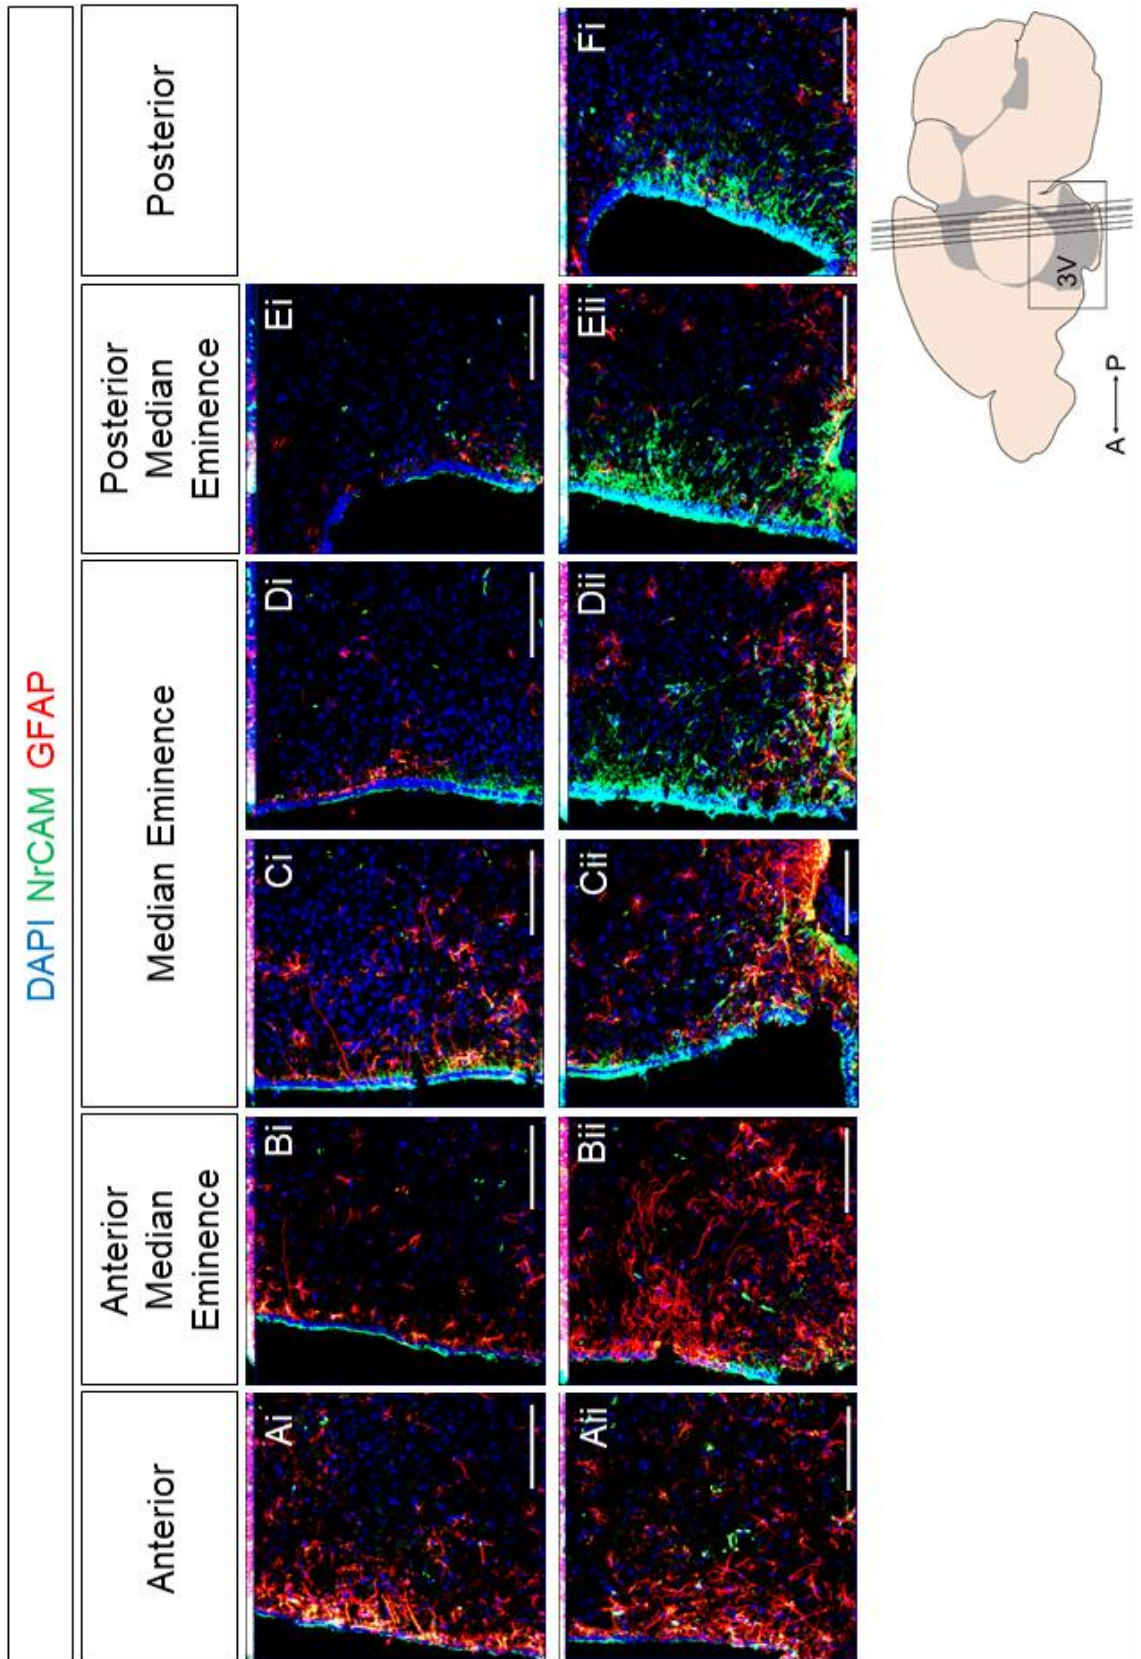 DAPI NrCAM GFAP
Anterior
Anterior
Median
Eminence
Median Eminence
Posterior
Median
Eminence
Posterior
Ai
Bi
Ci
Di
Ei
Aii
Bii
Cii
Dii
Eii
Fi
3V
A
P